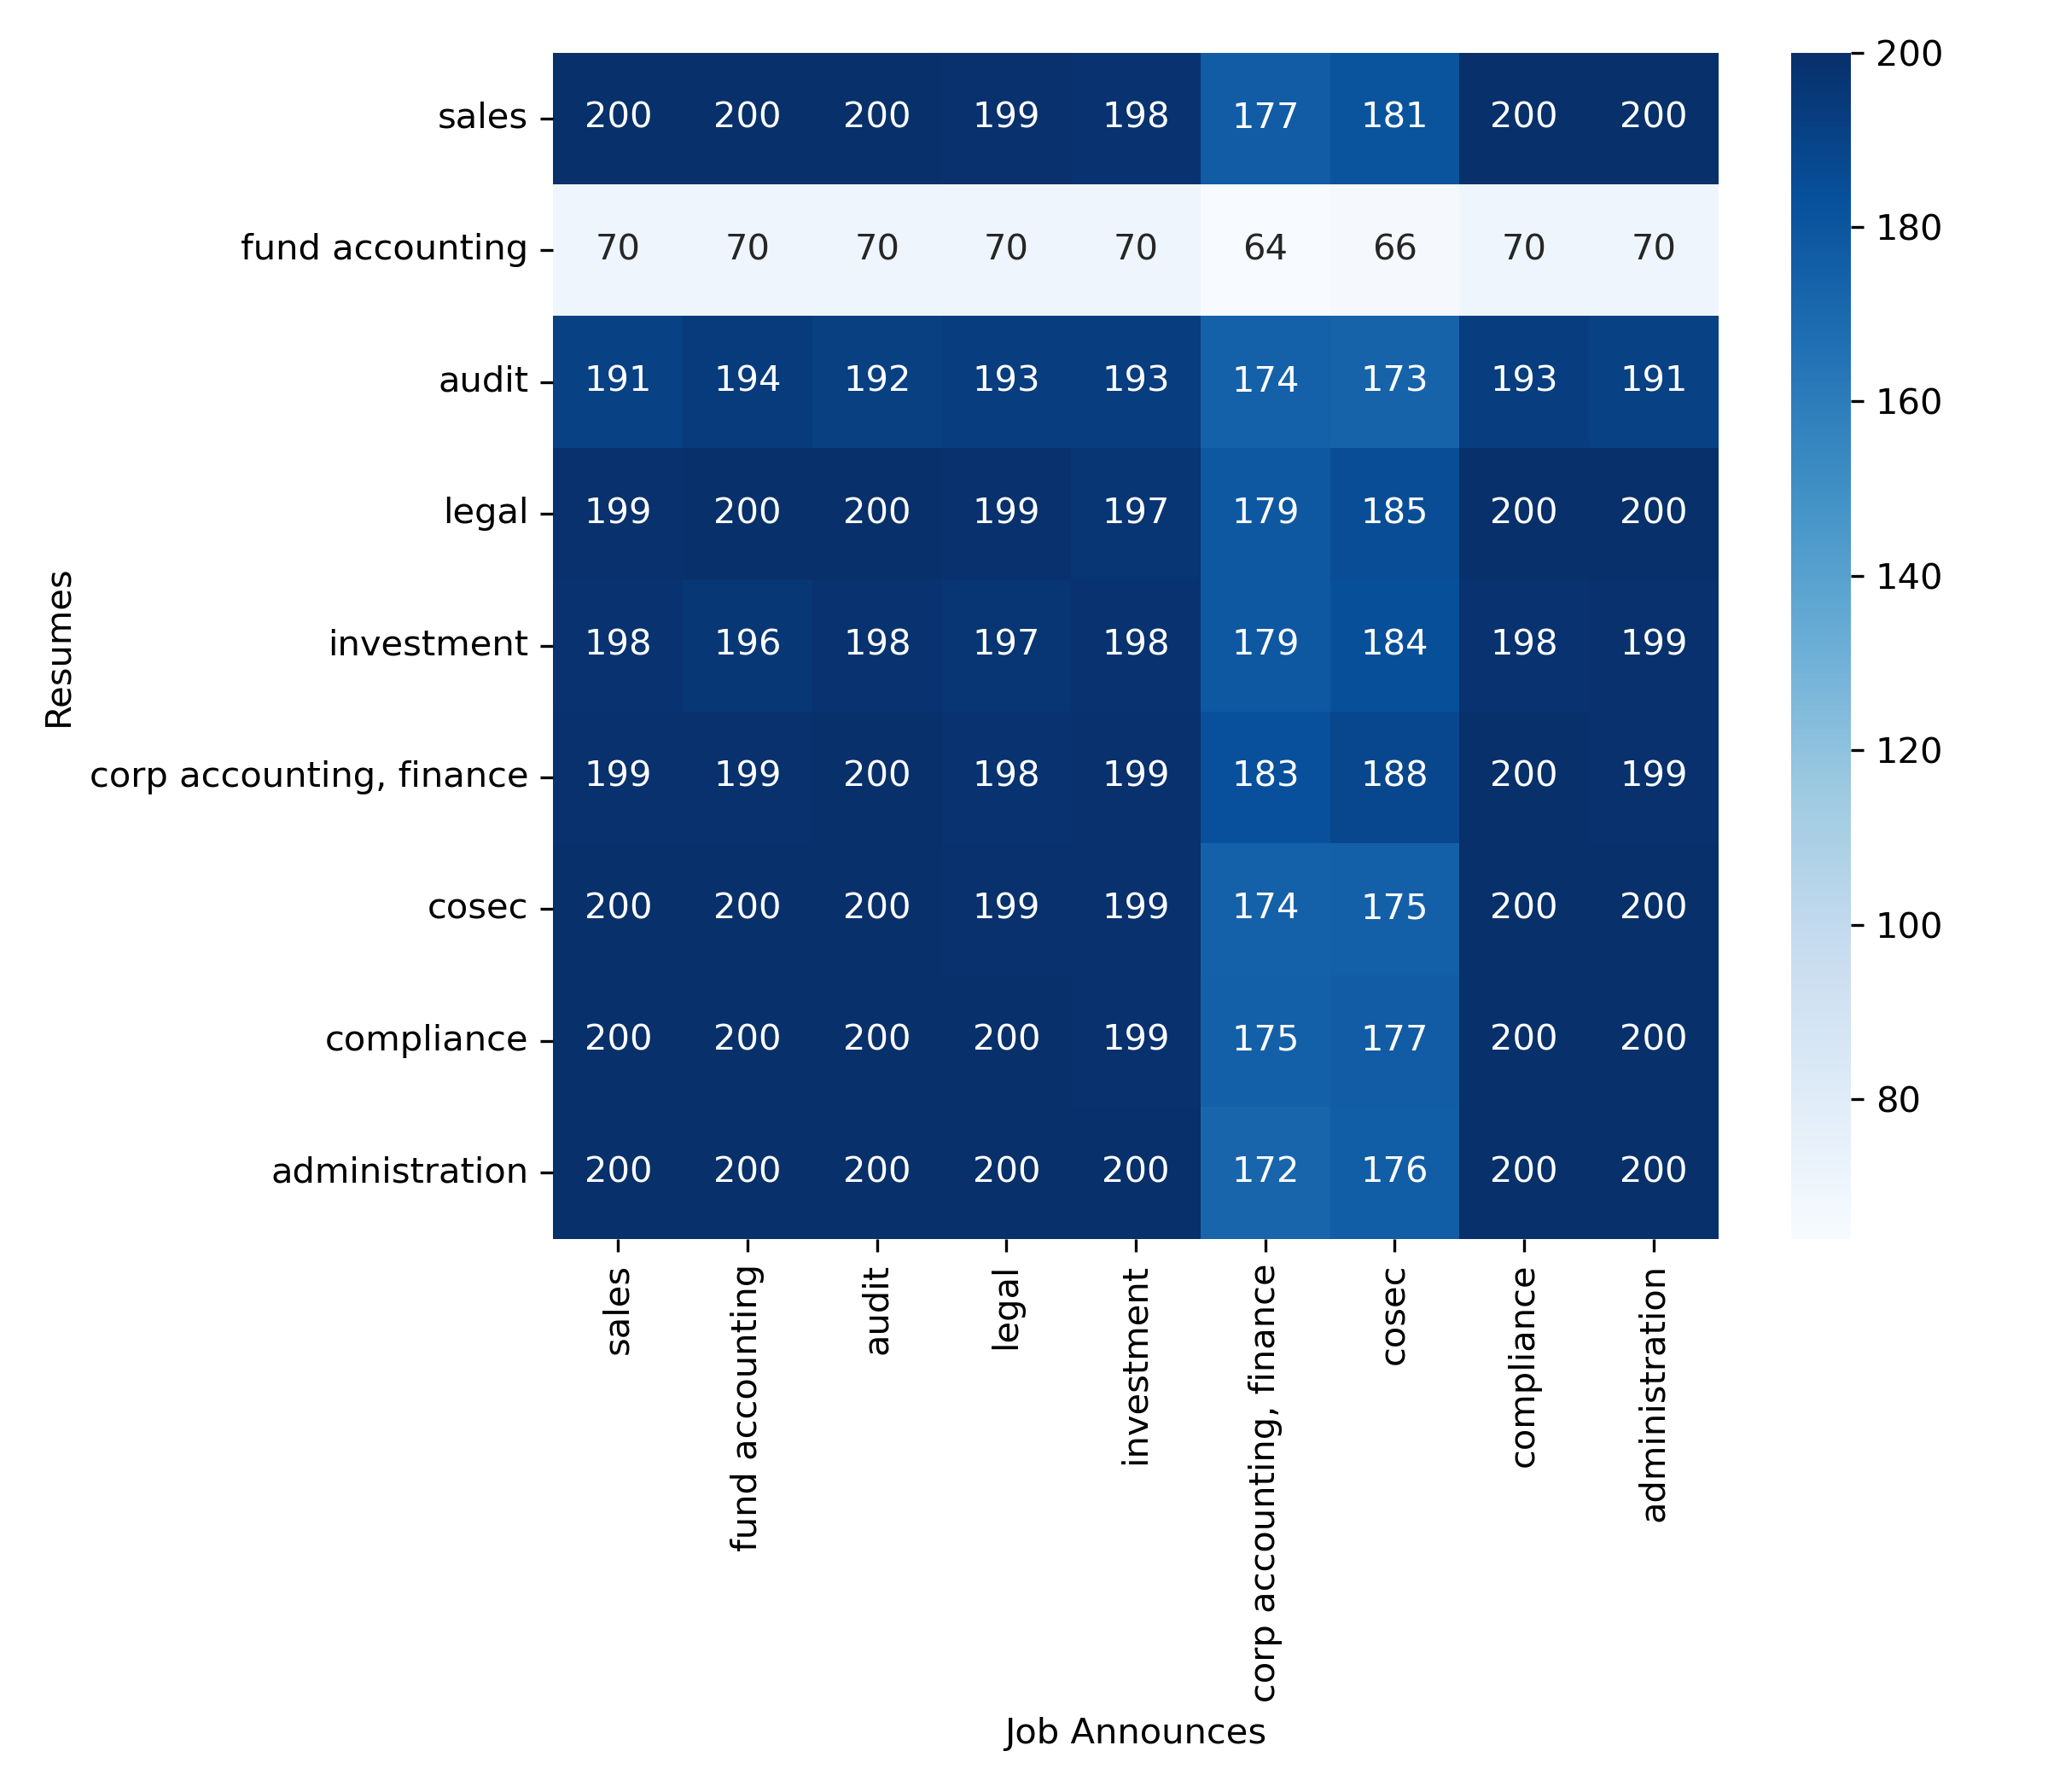 sales 200 200 200 199 198 177 181 200 200
fund accounting 70 70 70 70 70 64 66 70 70
audit 191 194 192 193 193 174 173 193 191
legal 199 200 200 199 197 179 185 200 200
investment 198 196 198 197 198 179 184 198 199
corp accounting, finance 199 199 200 198 199 183 188 200 199
cosec 200 200 200 199 199 174 175 200 200
compliance 200 200 200 200 199 175 177 200 200
administration 200 200 200 200 200 172 176 200 200
Resumes
sales
fund accounting
audit
legal
investment
corp accounting, finance
cosec
compliance
administration
Job Announces
200
180
160
140
120
100
80